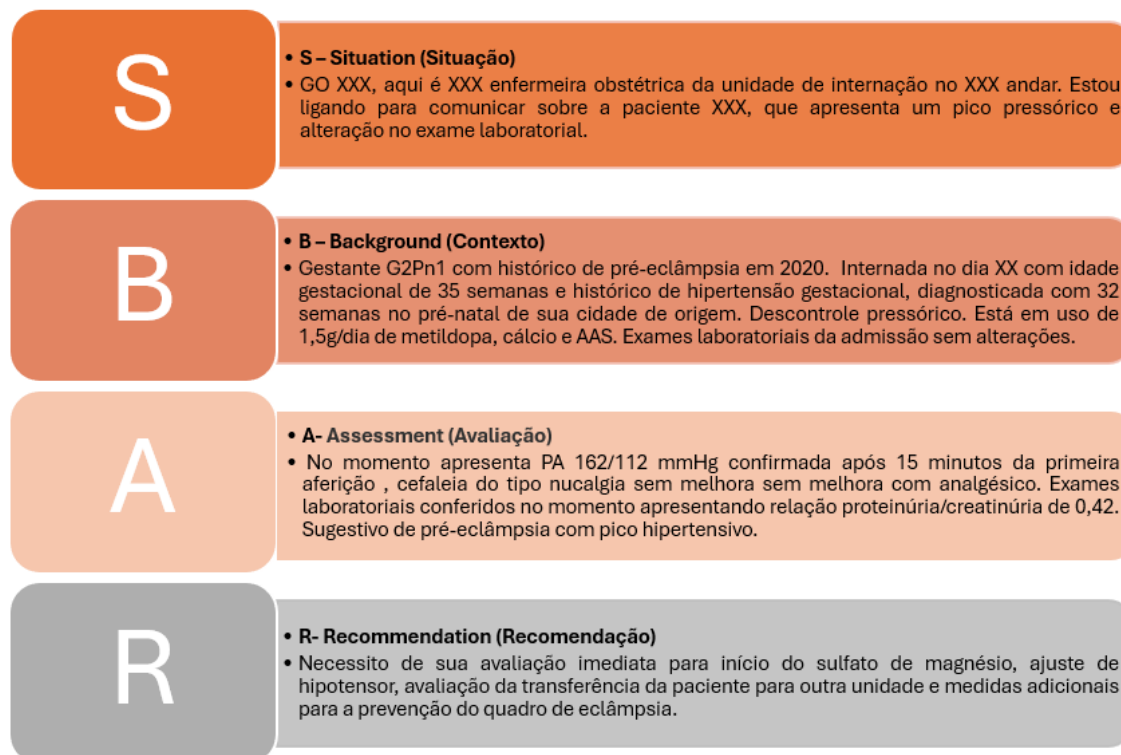 S
• S – Situation (Situação)
• GO XXX, aqui é XXX enfermeira obstétrica da unidade de internação no XXX andar. Estou
ligando para comunicar sobre a paciente XXX, que apresenta um pico pressórico e
alteração no exame laboratorial.
B
• B – Background (Contexto)
• Gestante G2Pn1 com histórico de pré-eclâmpsia em 2020. Internada no dia XX com idade
gestacional de 35 semanas e histórico de hipertensão gestacional, diagnosticada com 32
semanas no pré-natal de sua cidade de origem. Descontrole pressórico. Está em uso de
1,5g/dia de metildopa, cálcio e AAS. Exames laboratoriais da admissão sem alterações.
A
• A- Assessment (Avaliação)
• No momento apresenta PA 162/112 mmHg confirmada após 15 minutos da primeira
aferição , cefaleia do tipo nucalgia sem melhora sem melhora com analgésico. Exames
laboratoriais conferidos no momento apresentando relação proteinúria/creatinúria de 0,42.
Sugestivo de pré-eclâmpsia com pico hipertensivo.
R
• R- Recommendation (Recomendação)
• Necessito de sua avaliação imediata para início do sulfato de magnésio, ajuste de
hipotensor, avaliação da transferência da paciente para outra unidade e medidas adicionais
para a prevenção do quadro de eclâmpsia.